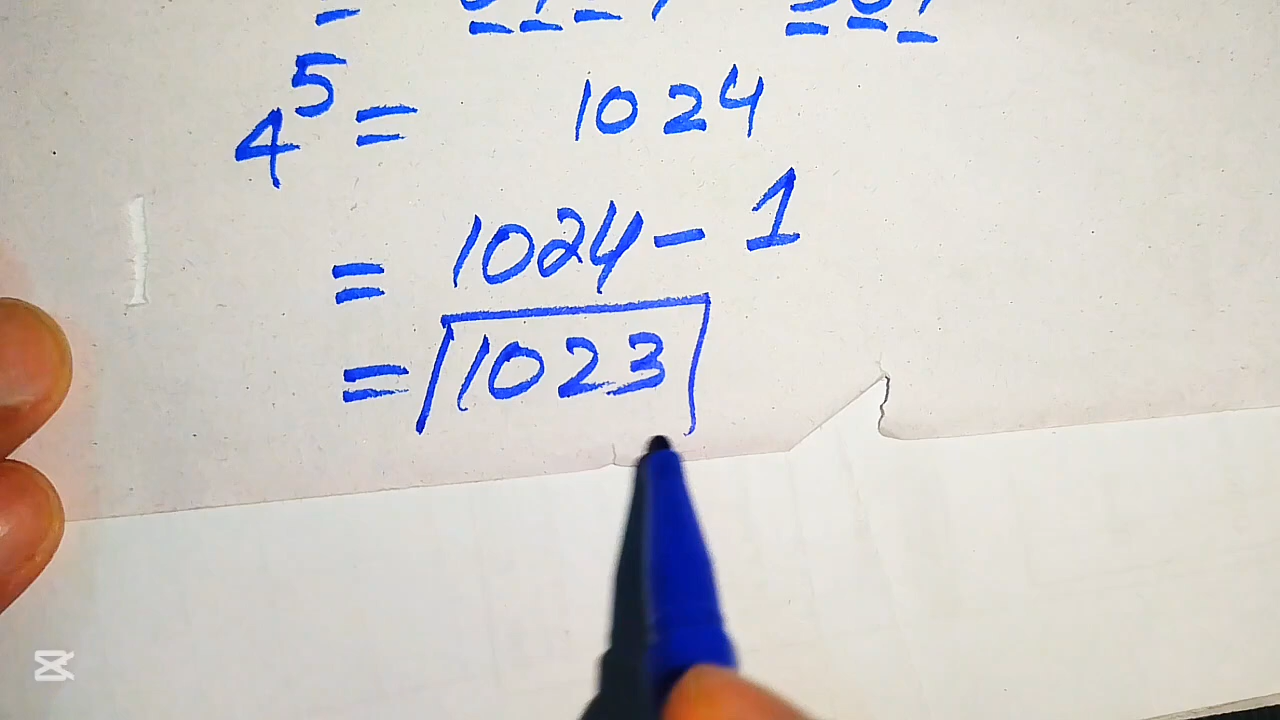 4⁵ = 1024
= 1024 - 1
= 1023